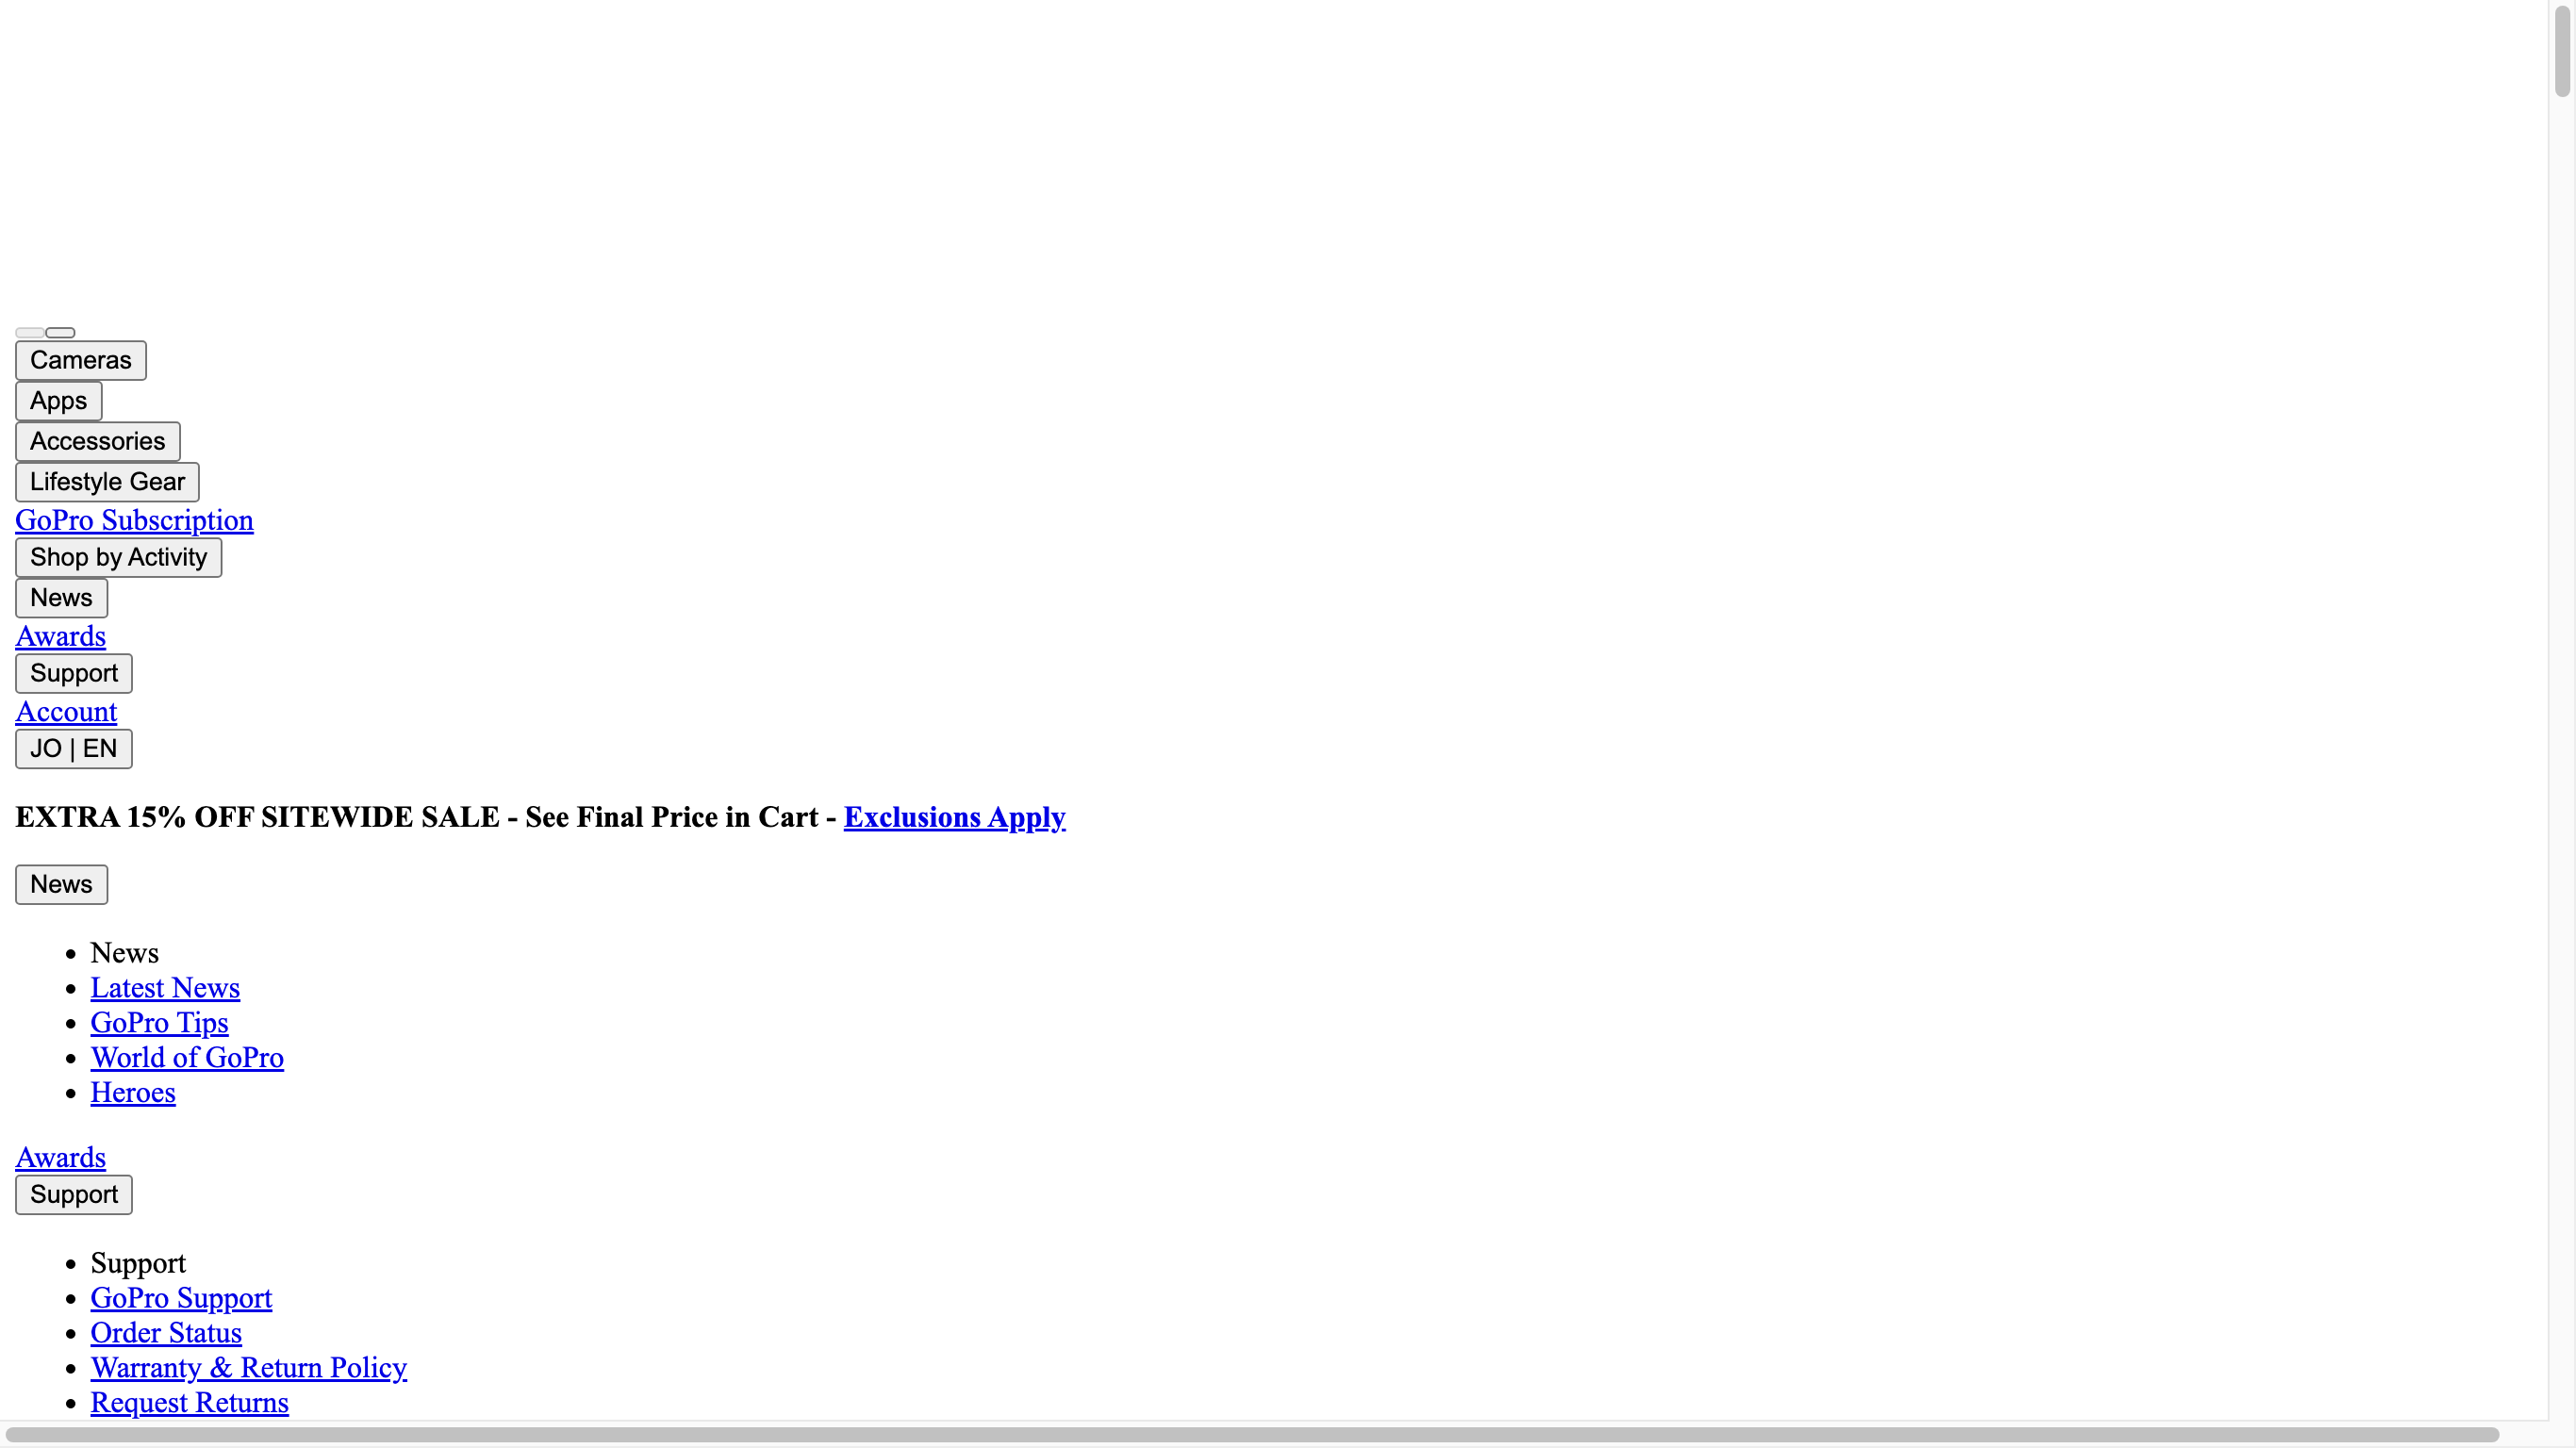 Cameras
Apps
Accessories
Lifestyle Gear
GoPro Subscription
Shop by Activity
News
Awards
Support
Account
JO | EN
EXTRA 15% OFF SITEWIDE SALE - See Final Price in Cart - Exclusions Apply
News
News
Latest News
GoPro Tips
World of GoPro
Heroes
Awards
Support
Support
GoPro Support
Order Status
Warranty & Return Policy
Request Returns